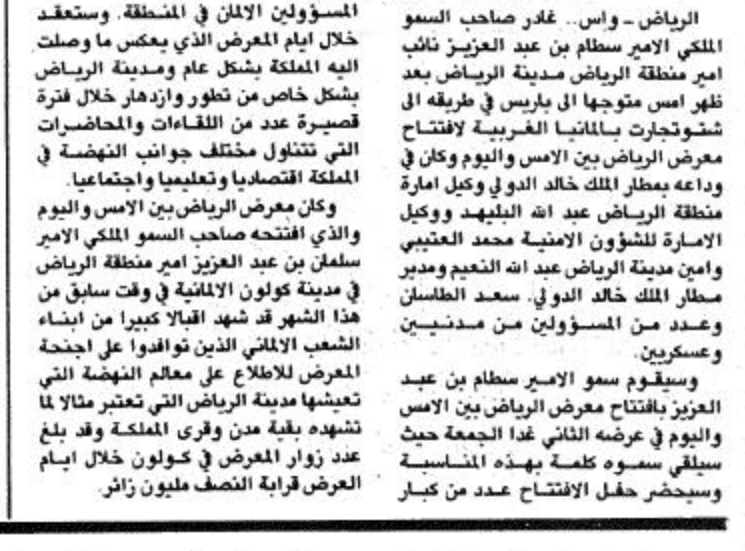 الرياض - واس.. غادر صاحب السمو
الملكي الامير سطام بن عبد العزيز نائب
امير منطقة الرياض مدينة الرياض بعد
ظهر امس متوجها الى باريس في طريقه الى
شتوتجارت بالمانيا الغربية لافتتاح
معرض الرياض بين الامس واليوم وكان في
وداعه بمطار الملك خالد الدولي وكيل امارة
منطقة الرياض عبد الله البليهد ووكيل
الامارة للشؤون الامنية محمد العتيبي
وامين مدينة الرياض عبد الله النعيم ومدير
مطار الملك خالد الدولي. سعد الطاسان
وعدد من المسؤولين من مدنيين
وعسكريين.
وسيقوم سمو الامير سطام بن عبد
العزيز بافتتاح معرض الرياض بين الامس
واليوم في عرضه الثاني غدا الجمعة حيث
سيلقي سموه كلمة بهذه المناسبة
وسيحضر حفل الافتتاح عدد من كبار
المسؤولين الالمان في المنطقة. وستعقد
خلال ايام المعرض الذي يعكس ما وصلت
اليه المملكة بشكل عام ومدينة الرياض
بشكل خاص من تطور وازدهار خلال فترة
قصيرة عدد من اللقاءات والمحاضرات
التي تتناول مختلف جوانب النهضة في
المملكة اقتصاديا وتعليميا واجتماعيا.
وكان معرض الرياض بين الامس واليوم
والذي افتتحه صاحب السمو الملكي الامير
سلمان بن عبد العزيز امير منطقة الرياض
في مدينة كولون الالمانية في وقت سابق من
هذا الشهر قد شهد اقبالا كبيرا من ابناء
الشعب الالماني الذين توافدوا على اجنحة
المعرض للاطلاع على معالم النهضة التي
تعيشها مدينة الرياض التي تعتبر مثالا لما
تشهده بقية مدن وقرى المملكة وقد بلغ
عدد زوار المعرض في كولون خلال ايام
العرض قرابة النصف مليون زائر.